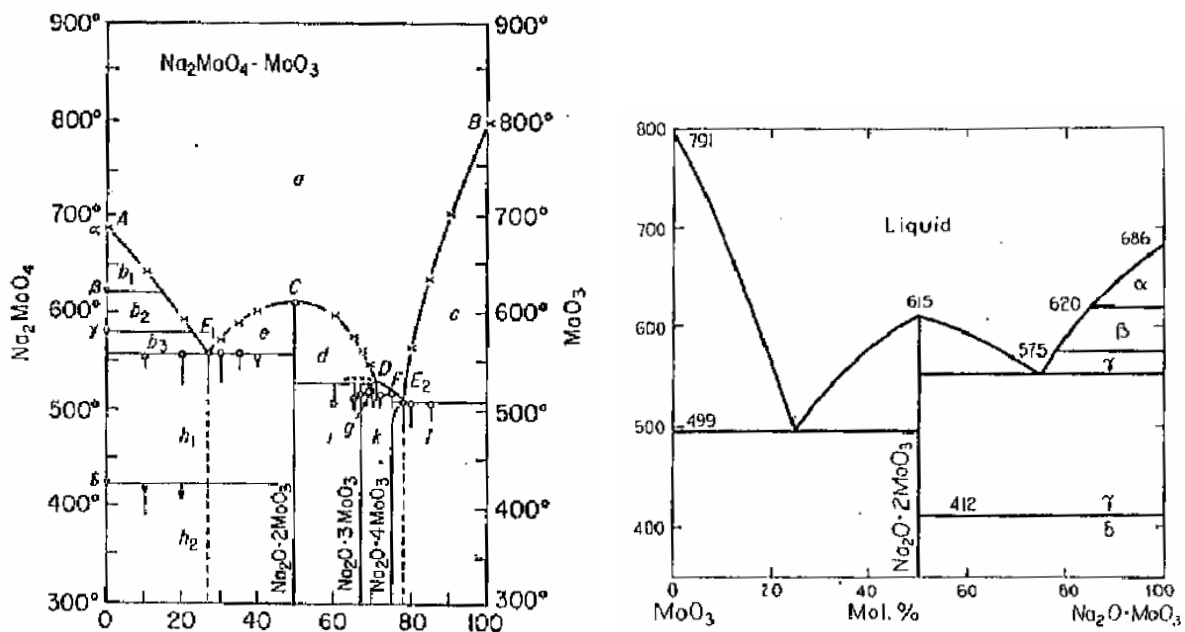 900°
900°
Na₂MoO₄-MoO₃
800°
B
800°
a
700°
A
α
700°
b₁
β
C
600°
b₂
E₁
e
600°
γ
b₃
c
d
D
F
E₂
500°
500°
g
k
l
h₁
δ
400°
400°
h₂
300°
300°
Na₂MoO₄
MoO₃
Na₂O·2MoO₃
Na₂O·3MoO₃
Na₂O·4MoO₃
0 20 40 60 80 100
800
791
700
Liquid
686
α
615
620
600
β
575
γ
499
500
412
γ
400
δ
Na₂O·2MoO₃
0 20 40 60 80 100
MoO₃ Mol.% Na₂O·MoO₃